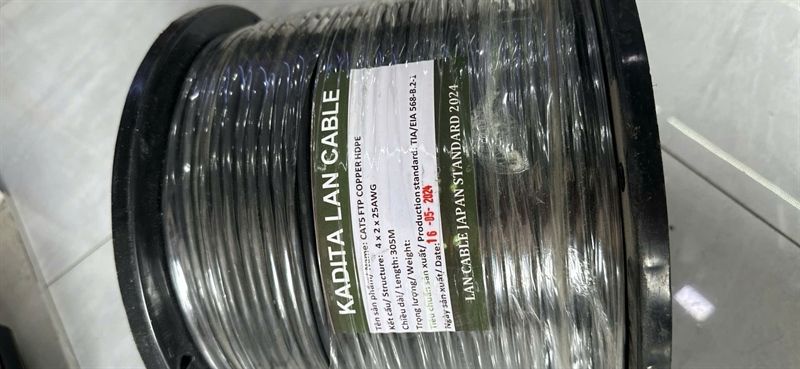 KADITA LAN CABLE
Tên sản phẩm/ Name: CAT5 FTP COPPER HDPE
Kết cấu/ Structure: 4 x 2 x 25AWG
Chiều dài/ Length: 305M
Trọng lượng/ Weight:
Tiêu chuẩn sản xuất/ Production standard: TIA/EIA 568-B.2-1
Ngày sản xuất/ Date: 16-05-2024
LAN CABLE JAPAN STANDARD 2024